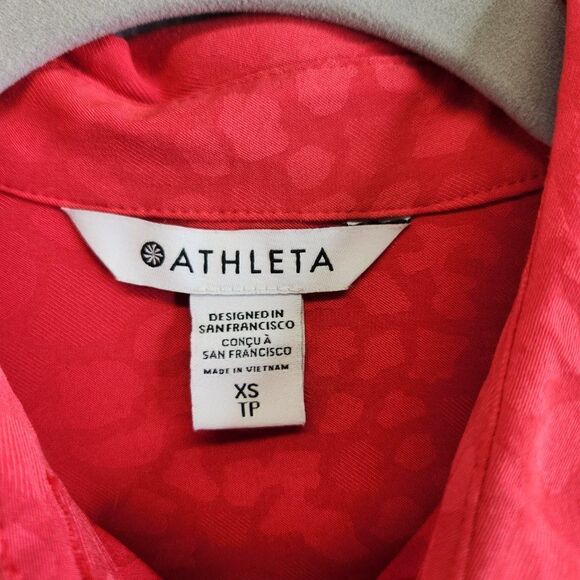 ATHLETA
DESIGNED IN
SAN FRANCISCO
CONÇU À
SAN FRANCISCO
MADE IN VIETNAM
XS
TP